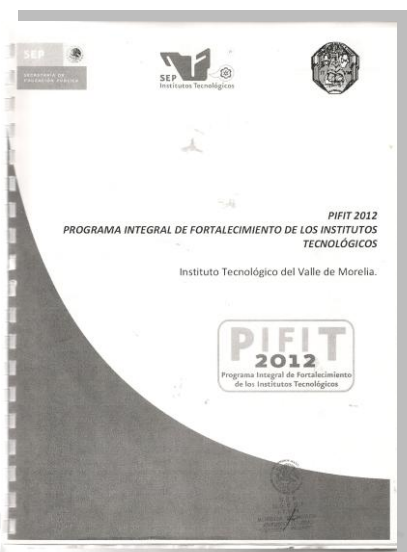 SEP
SECRETARÍA DE
EDUCACIÓN PÚBLICA
SEP
Institutos Tecnológicos
PIFIT 2012
PROGRAMA INTEGRAL DE FORTALECIMIENTO DE LOS INSTITUTOS
TECNOLÓGICOS
Instituto Tecnológico del Valle de Morelia.
PIFIT
2012
Programa Integral de Fortalecimiento
de los Institutos Tecnológicos